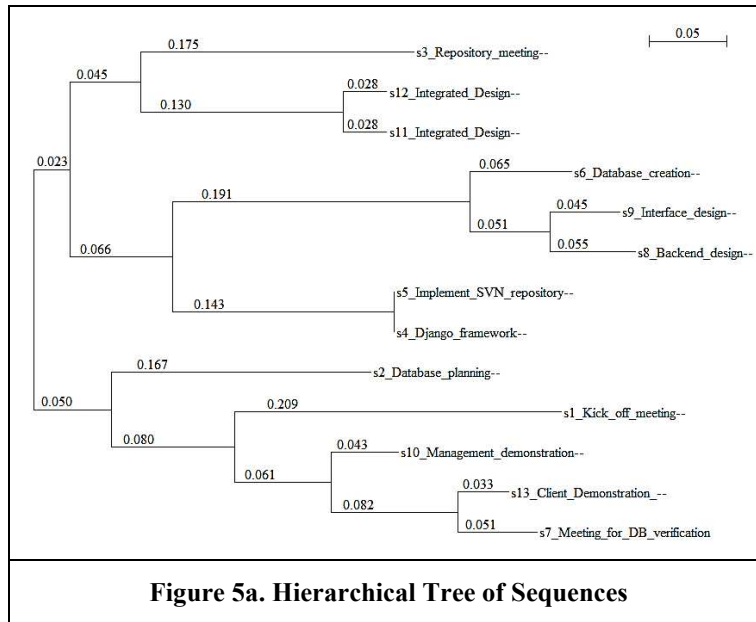 0.175
s3_Repository_meeting--
0.05
0.045
0.028
s12_Integrated_Design--
0.130
0.028
s11_Integrated_Design--
0.023
0.065
s6_Database_creation--
0.191
0.045
s9_Interface_design--
0.051
0.066
0.055
s8_Backend_design--
s5_Implement_SVN_repository--
0.143
s4_Django_framework--
0.167
s2_Database_planning--
0.050
0.209
s1_Kick_off_meeting--
0.080
0.043
s10_Management_demonstration--
0.061
0.033
s13_Client_Demonstration_--
0.082
0.051
s7_Meeting_for_DB_verification
Figure 5a. Hierarchical Tree of Sequences